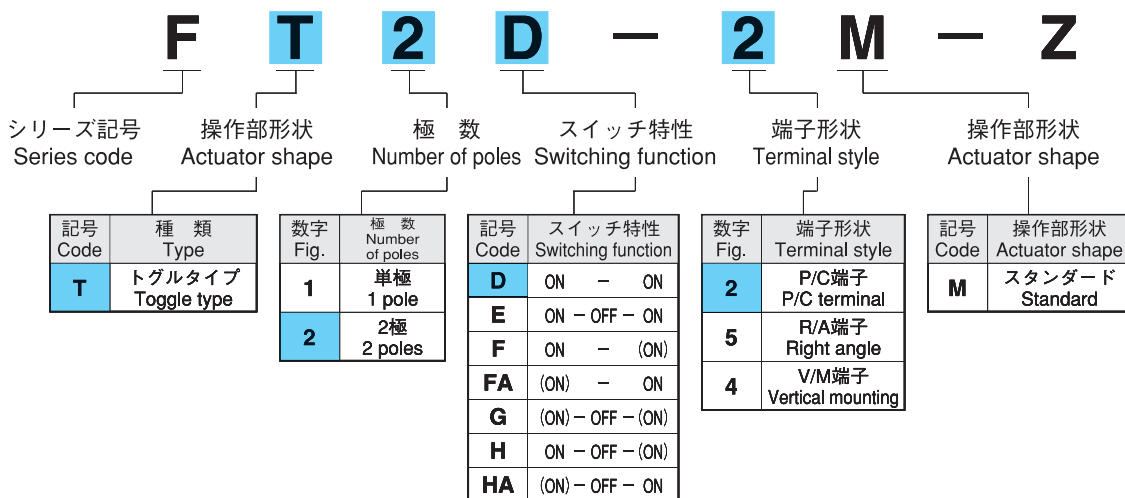 F T 2 D - 2 M - Z
シリーズ記号
Series code
操作部形状
Actuator shape
極 数
Number of poles
スイッチ特性
Switching function
端子形状
Terminal style
操作部形状
Actuator shape
記号
Code
種 類
Type
T
トグルタイプ
Toggle type
数字
Fig.
極 数
Number
of poles
1
単極
1 pole
2
2極
2 poles
記号
Code
スイッチ特性
Switching function
D ON - ON
E ON - OFF - ON
F ON - (ON)
FA (ON) - ON
G (ON) - OFF - (ON)
H ON - OFF - (ON)
HA (ON) - OFF - ON
数字
Fig.
端子形状
Terminal style
2
P/C端子
P/C terminal
5
R/A端子
Right angle
4
V/M端子
Vertical mounting
記号
Code
操作部形状
Actuator shape
M
スタンダード
Standard